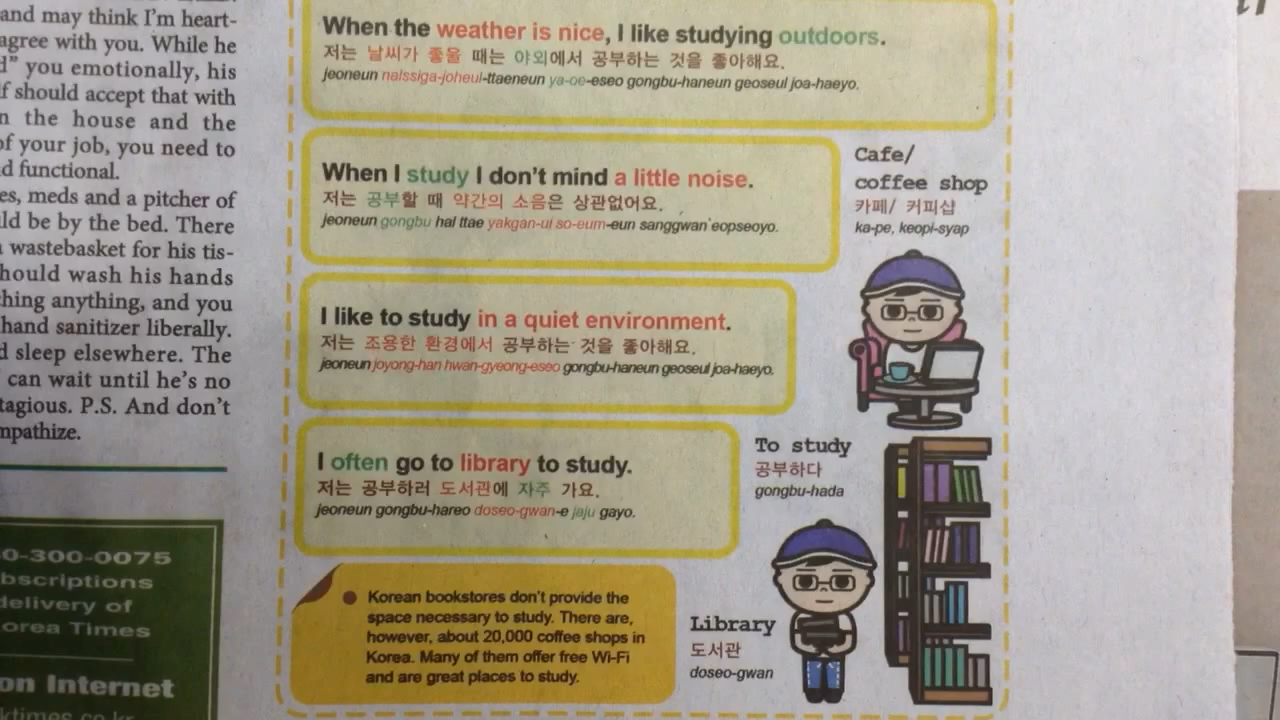 and may think I'm heart-
agree with you. While he
d" you emotionally, his
lf should accept that with
n the house and the
of your job, you need to
d functional.
es, meds and a pitcher of
uld be by the bed. There
a wastebasket for his tis-
hould wash his hands
ching anything, and you
hand sanitizer liberally.
d sleep elsewhere. The
can wait until he's no
tagious. P.S. And don't
mpathize.
0-300-0075
bscriptions
delivery of
orea Times
on Internet
ktimes.co.kr
When the weather is nice, I like studying outdoors.
저는 날씨가 좋을 때는 야외에서 공부하는 것을 좋아해요.
jeoneun nalssiga-joheul-ttaeneun ya-oe-eseo gongbu-haneun geoseul joa-haeyo.
When I study I don't mind a little noise.
저는 공부할 때 약간의 소음은 상관없어요.
jeoneun gongbu hal ttae yakgan-ui so-eum-eun sanggwan eopseoyo.
Cafe/
coffee shop
카페/ 커피샵
ka-pe, keopi-syap
I like to study in a quiet environment.
저는 조용한 환경에서 공부하는 것을 좋아해요.
jeoneun joyong-han hwan-gyeong-eseo gongbu-haneun geoseul joa-haeyo.
I often go to library to study.
저는 공부하러 도서관에 자주 가요.
jeoneun gongbu-hareo doseo-gwan-e jaju gayo.
To study
공부하다
gongbu-hada
Korean bookstores don't provide the
space necessary to study. There are,
however, about 20,000 coffee shops in
Korea. Many of them offer free Wi-Fi
and are great places to study.
Library
도서관
doseo-gwan